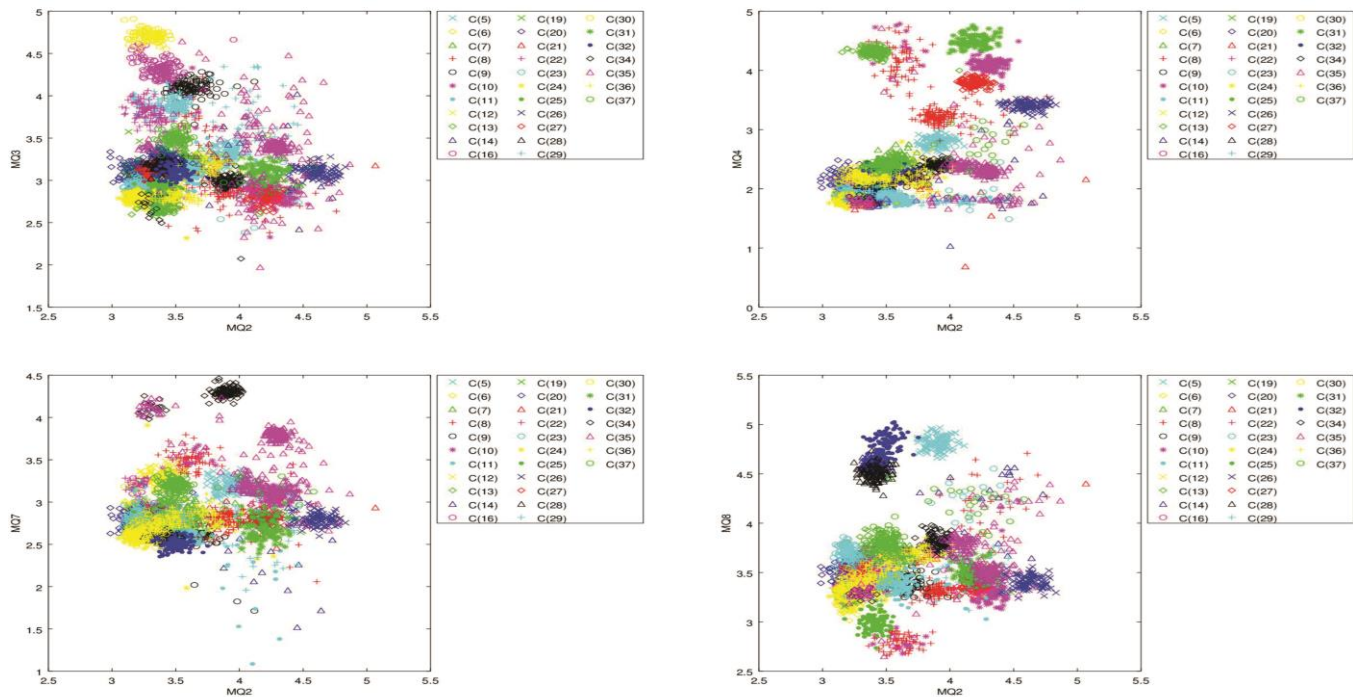 5
4.5
4
3.5
3
2.5
2
1.5
MQ3
2.5 3 3.5 4 4.5 5 5.5
MQ2
C(5) C(19) C(30)
C(6) C(20) C(31)
C(7) C(21) C(32)
C(8) C(22) C(34)
C(9) C(23) C(35)
C(10) C(24) C(36)
C(11) C(25) C(37)
C(12) C(26)
C(13) C(27)
C(14) C(28)
C(16) C(29)
5
4
3
2
1
0
MQ4
2.5 3 3.5 4 4.5 5 5.5
MQ2
C(5) C(19) C(30)
C(6) C(20) C(31)
C(7) C(21) C(32)
C(8) C(22) C(34)
C(9) C(23) C(35)
C(10) C(24) C(36)
C(11) C(25) C(37)
C(12) C(26)
C(13) C(27)
C(14) C(28)
C(16) C(29)
4.5
4
3.5
3
2.5
2
1.5
1
MQ7
2.5 3 3.5 4 4.5 5 5.5
MQ2
C(5) C(19) C(30)
C(6) C(20) C(31)
C(7) C(21) C(32)
C(8) C(22) C(34)
C(9) C(23) C(35)
C(10) C(24) C(36)
C(11) C(25) C(37)
C(12) C(26)
C(13) C(27)
C(14) C(28)
C(16) C(29)
5.5
5
4.5
4
3.5
3
2.5
MQ8
2.5 3 3.5 4 4.5 5 5.5
MQ2
C(5) C(19) C(30)
C(6) C(20) C(31)
C(7) C(21) C(32)
C(8) C(22) C(34)
C(9) C(23) C(35)
C(10) C(24) C(36)
C(11) C(25) C(37)
C(12) C(26)
C(13) C(27)
C(14) C(28)
C(16) C(29)